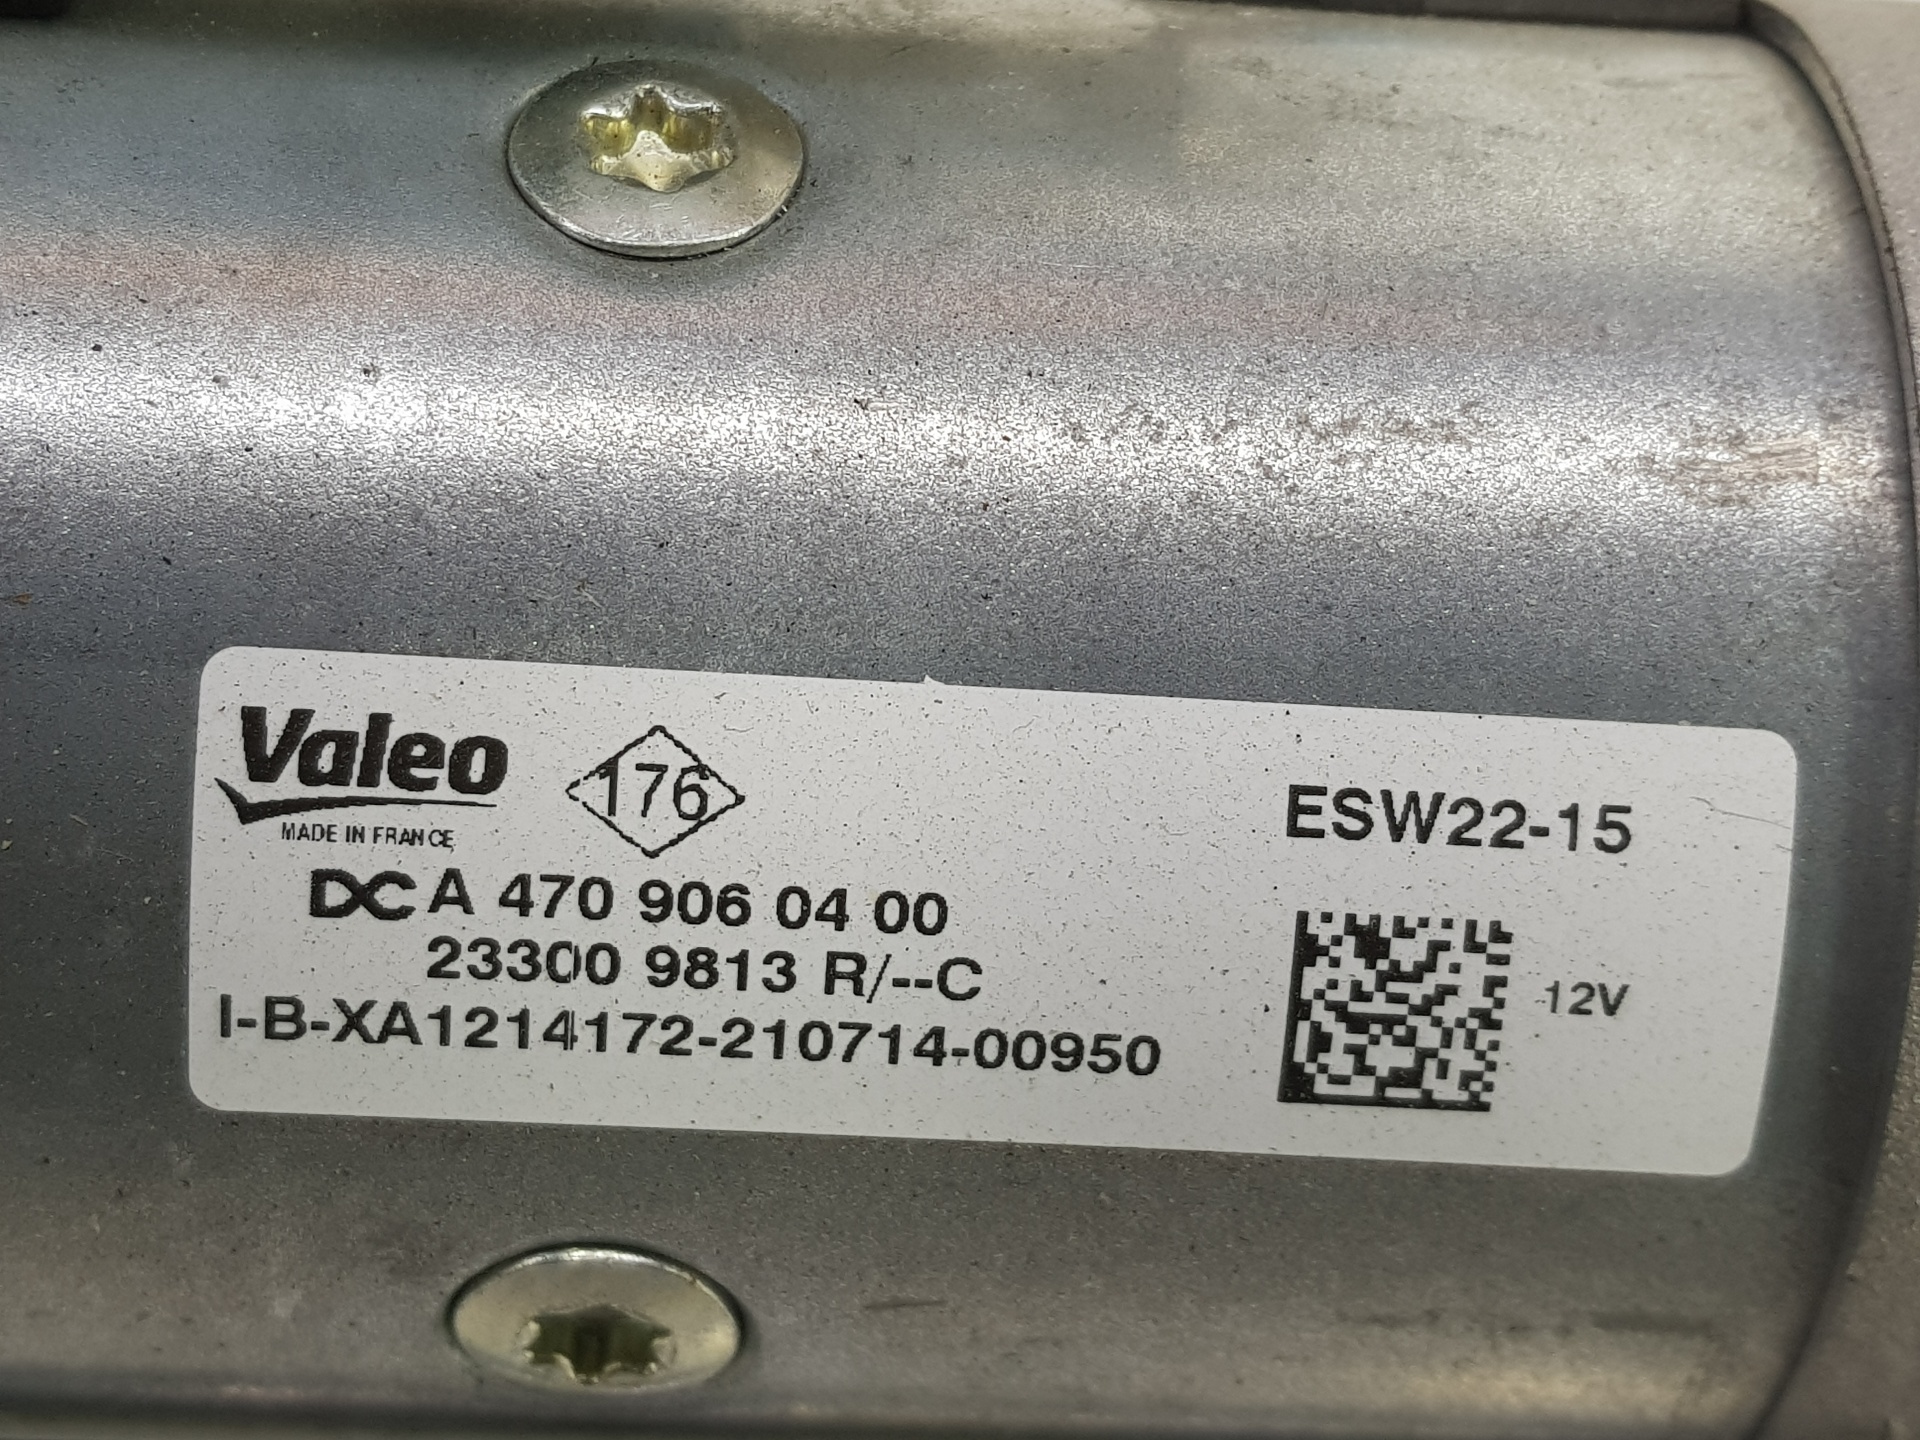 Valeo
MADE IN FRANCE
176
ESW22-15
DC A 470 906 04 00
23300 9813 R/--C
12V
I-B-XA1214172-210714-00950